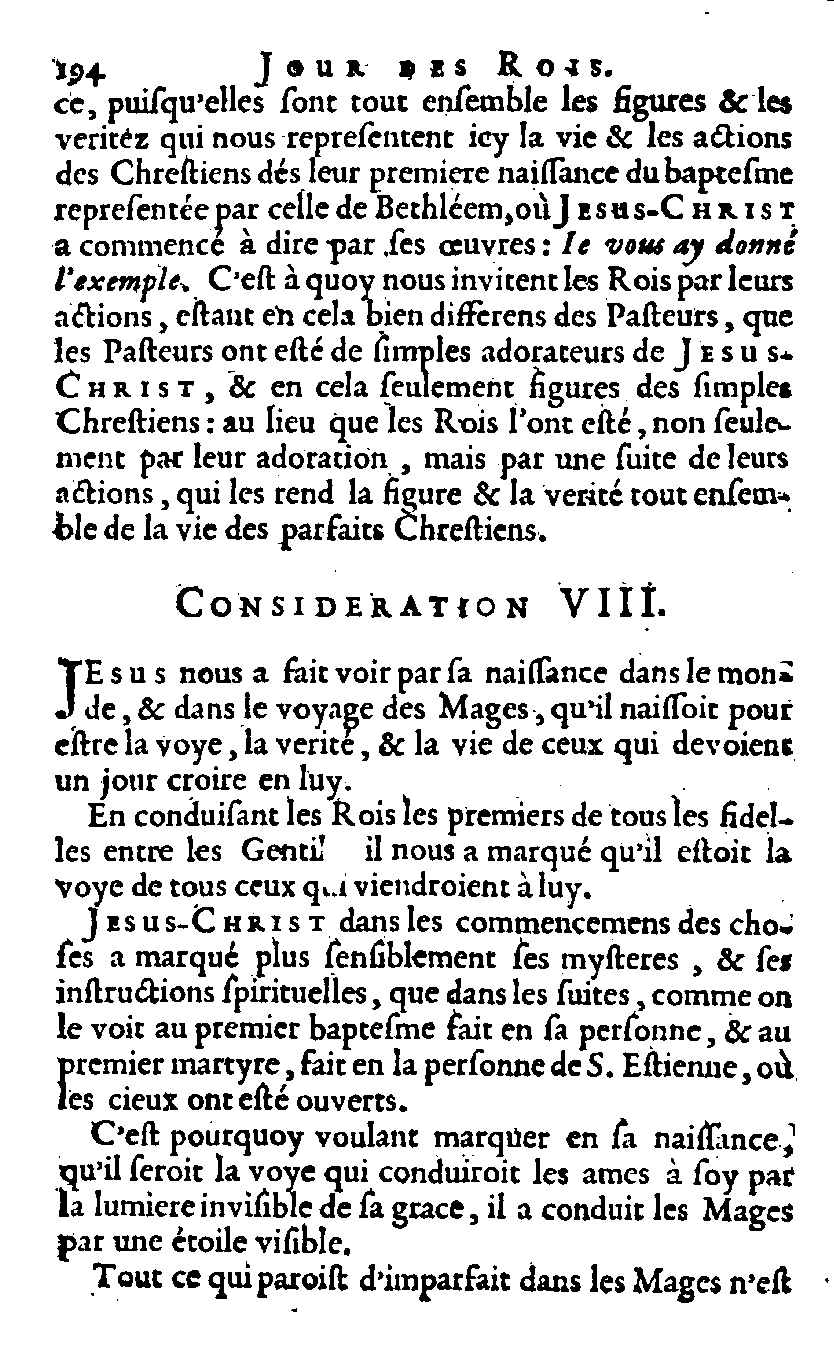 194 JOUR DES ROIS.
ce, puiſqu'elles ſont tout enſemble les figures & les
veritéz qui nous repreſentent icy la vie & les actions
des Chreſtiens dés leur premiere naiſſance du bapteſme
repreſentée par celle de Bethléem, où JESUS-CHRIST
a commencé à dire par ſes œuvres: Ie vous ay donné
l'exemple. C'eſt à quoy nous invitent les Rois par leurs
actions, eſtant en cela bien differens des Paſteurs, que
les Paſteurs ont eſté de ſimples adorateurs de JESUS-
CHRIST, & en cela ſeulement figures des ſimples
Chreſtiens: au lieu que les Rois l'ont eſté, non ſeule-
ment par leur adoration, mais par une ſuite de leurs
actions, qui les rend la figure & la verité tout enſem-
ble de la vie des parfaits Chreſtiens.
CONSIDERATION VIII.
JEsus nous a fait voir par ſa naiſſance dans le mon-
de, & dans le voyage des Mages, qu'il naiſſoit pour
eſtre la voye, la verité, & la vie de ceux qui devoient
un jour croire en luy.
En conduiſant les Rois les premiers de tous les fidel-
les entre les Gentil il nous a marqué qu'il eſtoit la
voye de tous ceux qui viendroient à luy.
JESUS-CHRIST dans les commencemens des cho-
ſes a marqué plus ſenſiblement ſes myſteres, & ſes
inſtructions ſpirituelles, que dans les ſuites, comme on
le voit au premier bapteſme fait en ſa perſonne, & au
premier martyre, fait en la perſonne de S. Eſtienne, où
les cieux ont eſté ouverts.
C'eſt pourquoy voulant marquer en ſa naiſſance,
qu'il ſeroit la voye qui conduiroit les ames à ſoy par
la lumiere inviſible de ſa grace, il a conduit les Mages
par une étoile viſible.
Tout ce qui paroiſt d'imparfait dans les Mages n'eſt